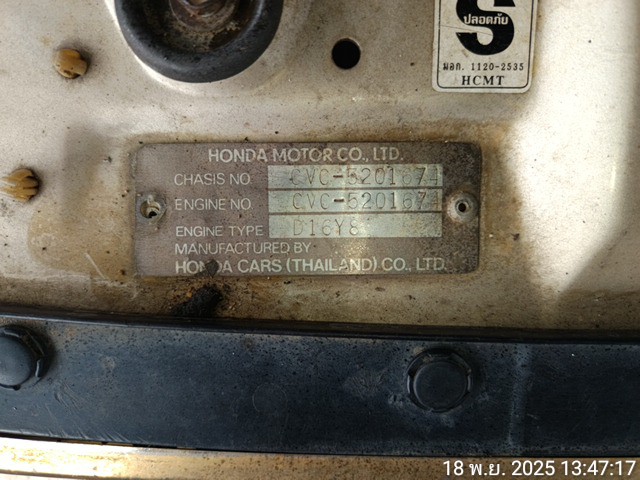 S
ปลอดภัย
มอก. 1120-2535
HCMT
HONDA MOTOR CO., LTD.
CHASIS NO. CVC-5201674
ENGINE NO. CVC-5201674
ENGINE TYPE D16Y8
MANUFACTURED BY
HONDA CARS (THAILAND) CO., LTD.
18 พ.ย. 2025 13:47:17